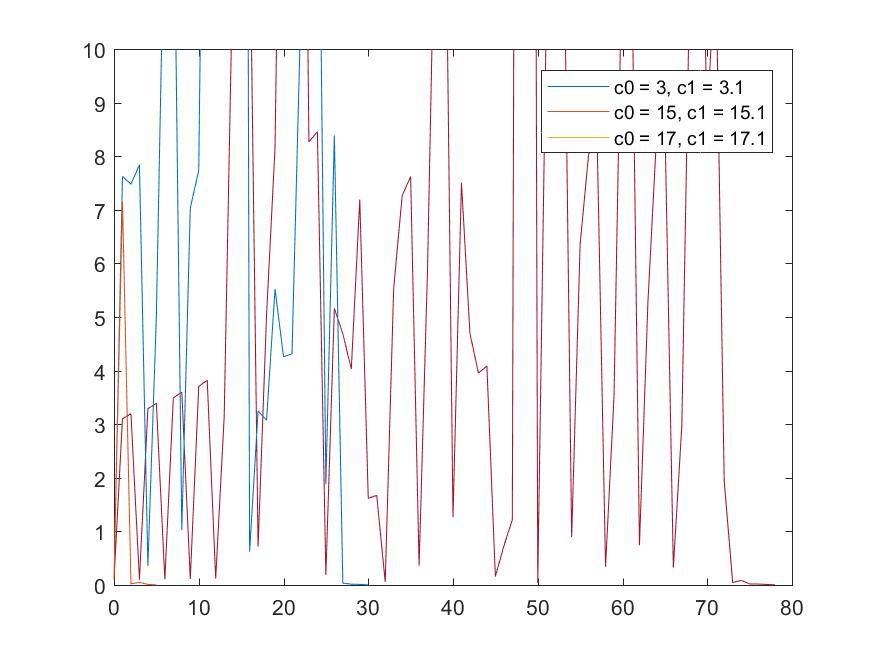 10
9
8
7
6
5
4
3
2
1
0
0 10 20 30 40 50 60 70 80
c0 = 3, c1 = 3.1
c0 = 15, c1 = 15.1
c0 = 17, c1 = 17.1